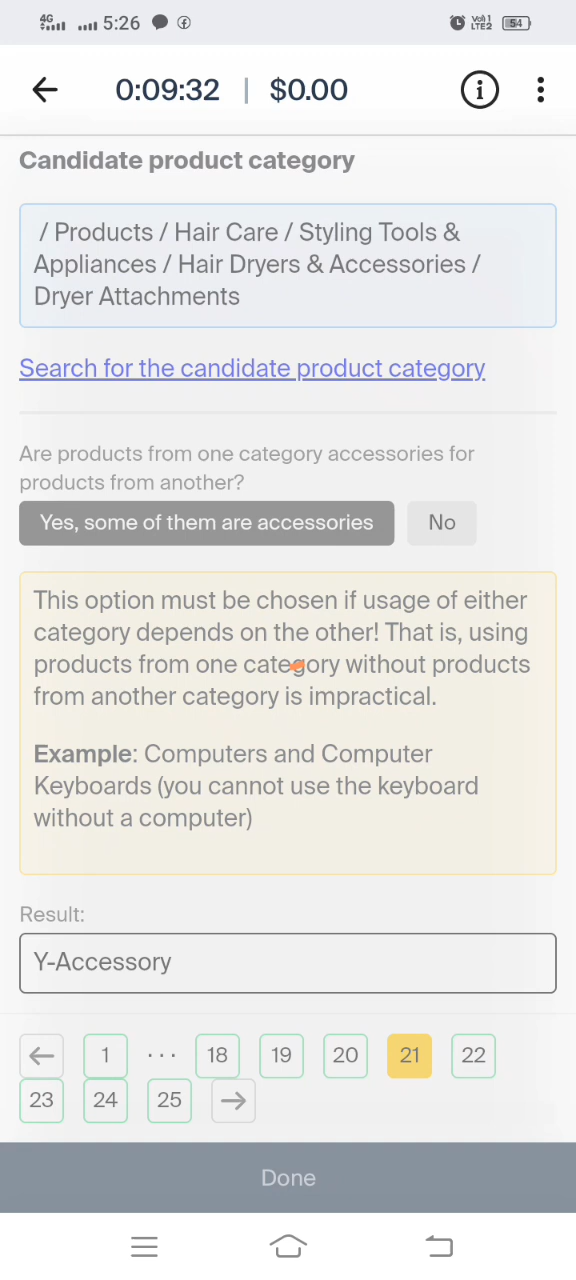 4G 5:26 Vo) 1 LTE2 54
0:09:32 | $0.00
Candidate product category
/ Products / Hair Care / Styling Tools &
Appliances / Hair Dryers & Accessories /
Dryer Attachments
Search for the candidate product category
Are products from one category accessories for
products from another?
Yes, some of them are accessories No
This option must be chosen if usage of either
category depends on the other! That is, using
products from one category without products
from another category is impractical.
Example: Computers and Computer
Keyboards (you cannot use the keyboard
without a computer)
Result:
Y-Accessory
1 ... 18 19 20 21 22
23 24 25
Done